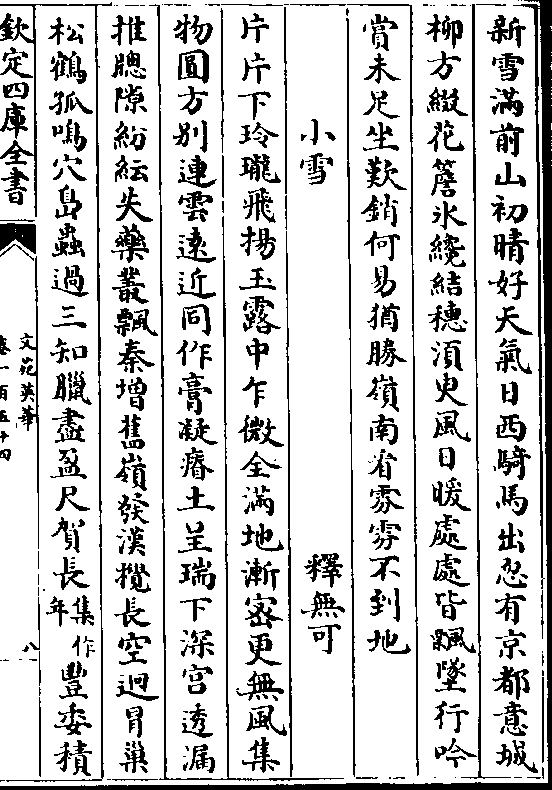 新雪滿前山初晴好天氣日西騎馬出忽有京都意城
柳方綴花簷氷纔結穗湏臾風日暖處處皆飄墜行吟
賞未足坐歎銷何易猶勝嶺南看雰雰不到地
小雪 釋無可
片片下玲瓏飛揚玉露中乍微全滿地漸宻更無風集
物圓方别連雲逺近同作膏凝瘠土呈瑞下深宫透漏
推牕隙紛紜失藥叢飄秦増舊嶺發漢攪長空迥冒巢
松鶴孤鳴穴島蟲過三知臘盡盈尺賀長集作年豐委積
欽定四庫全書
文苑英華
卷一百五十四
八